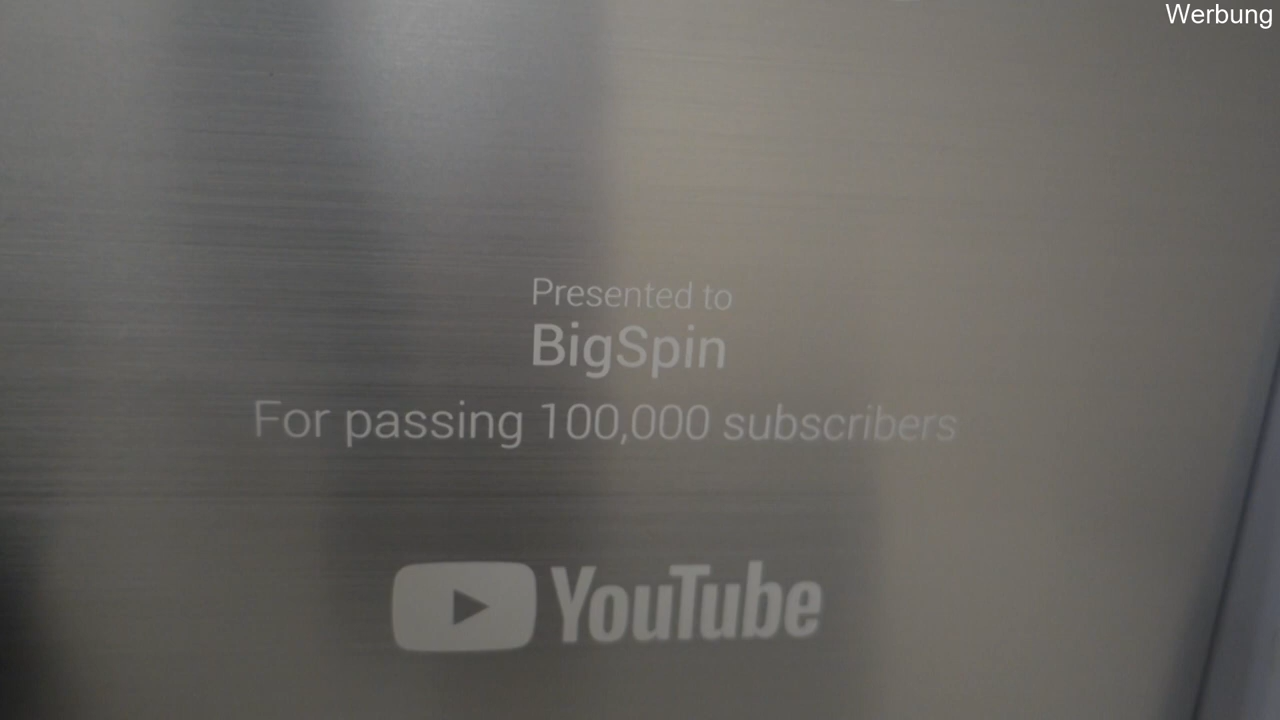 Werbung
Presented to
BigSpin
For passing 100,000 subscribers
YouTube